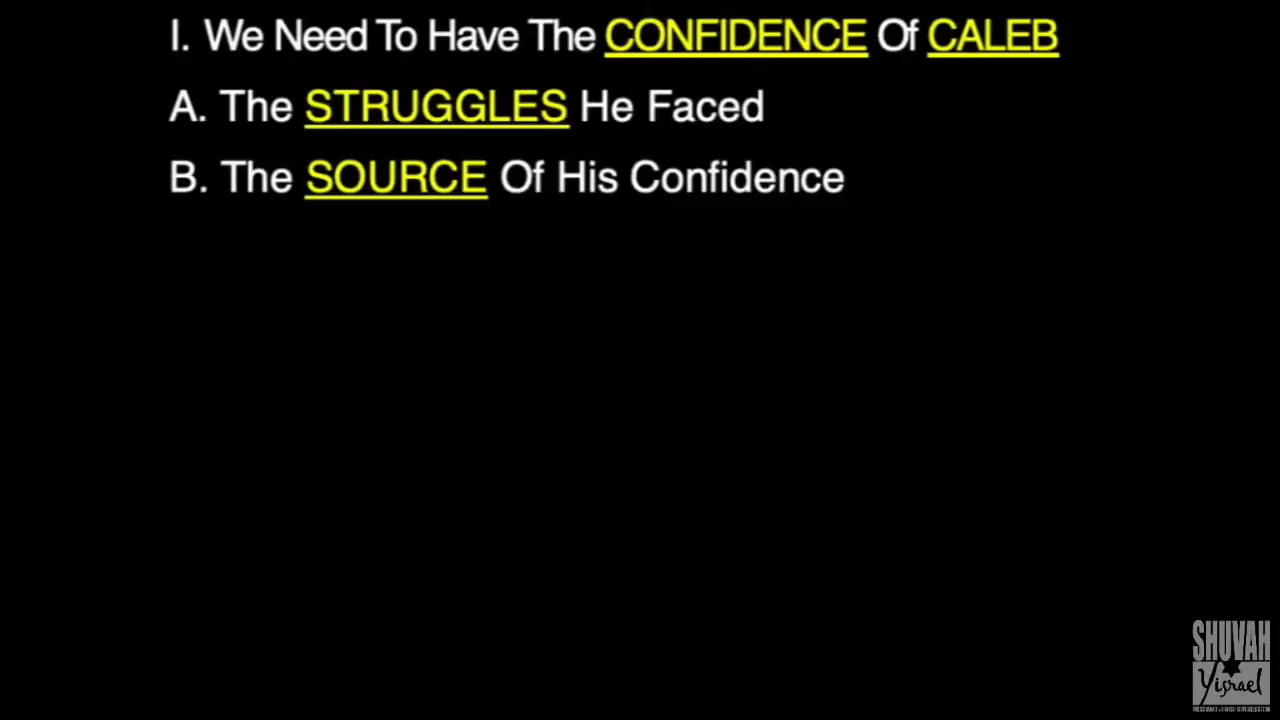 I. We Need To Have The CONFIDENCE Of CALEB
A. The STRUGGLES He Faced
B. The SOURCE Of His Confidence
SHUVAH
Yisrael